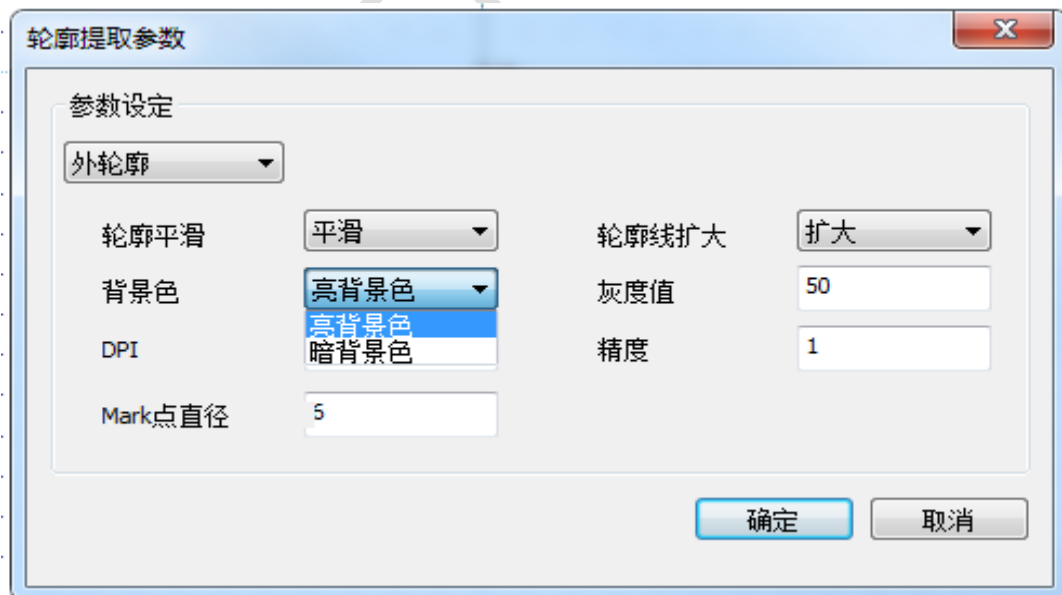 轮廓提取参数
参数设定
外轮廓
轮廓平滑 平滑 轮廓线扩大 扩大
背景色 亮背景色 灰度值 50
亮背景色
暗背景色
DPI 精度 1
Mark点直径 5
确定 取消